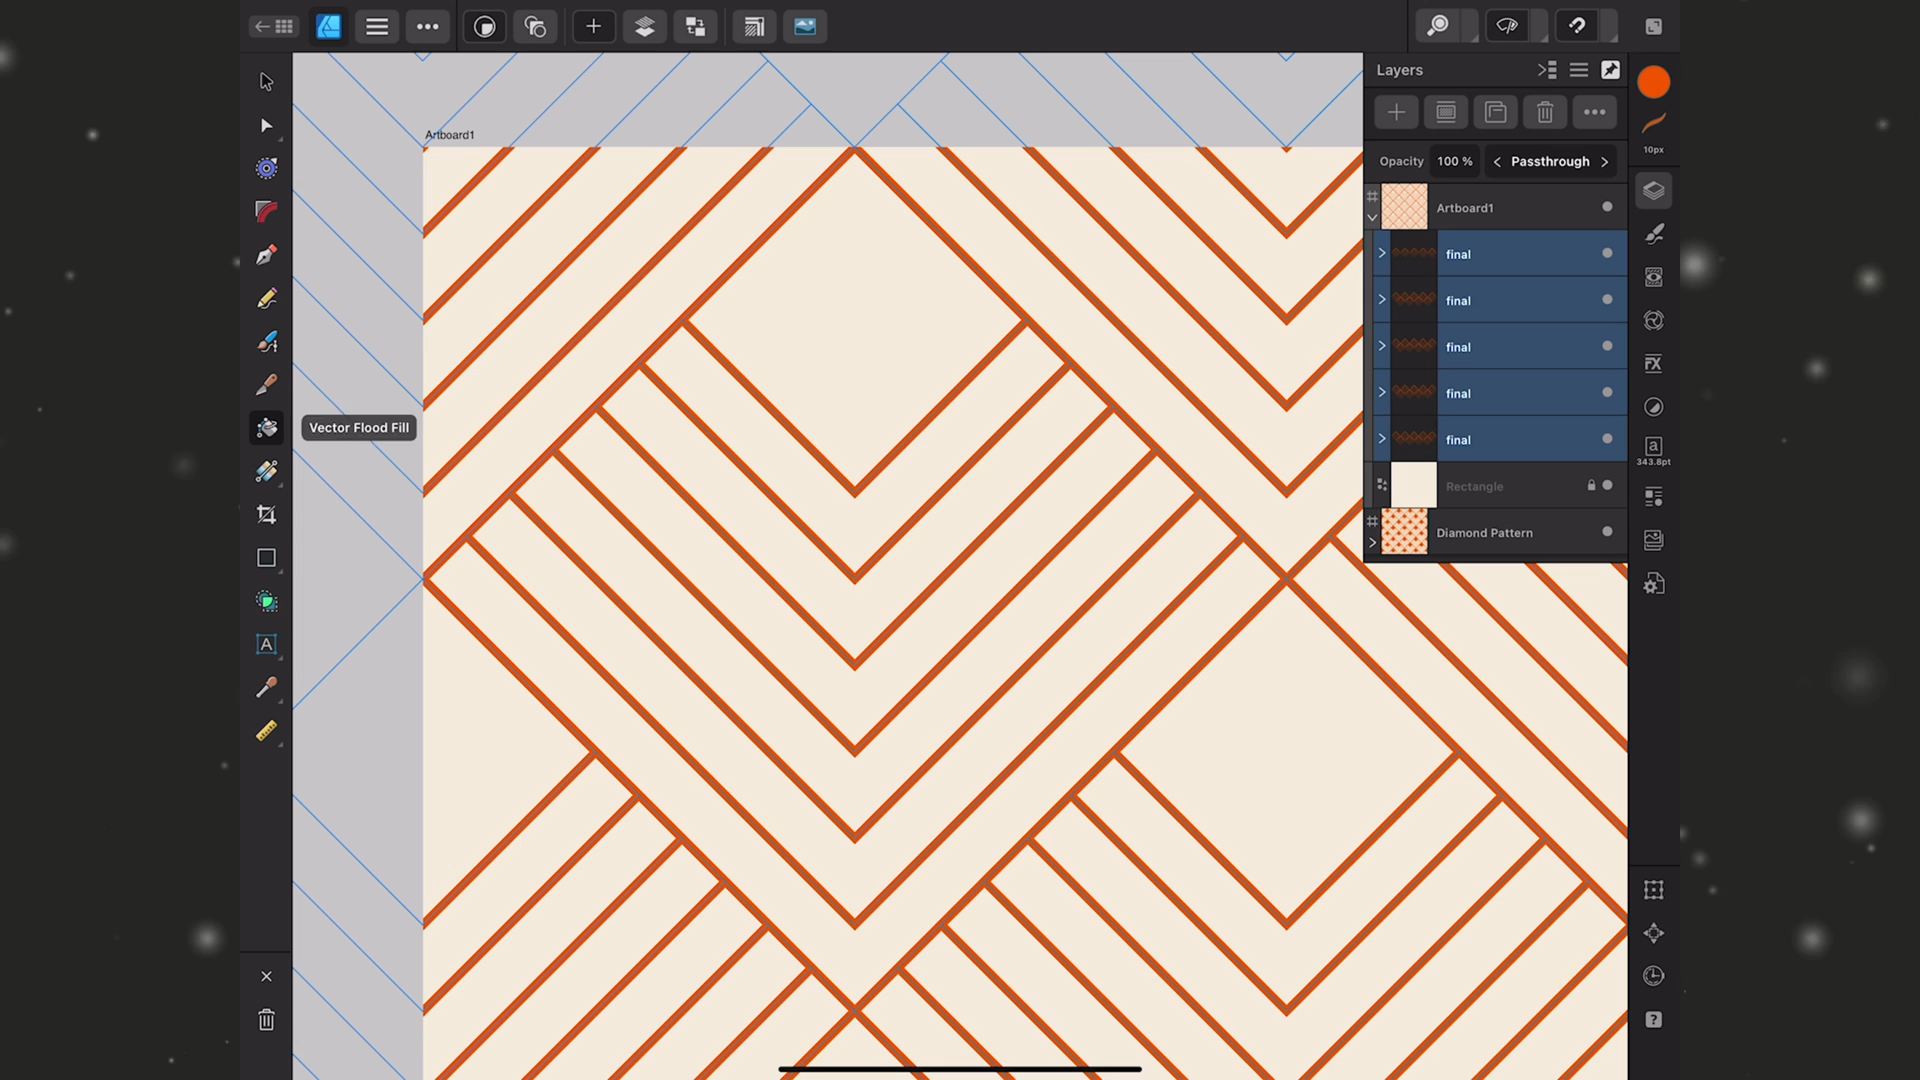 Artboard1
Vector Flood Fill
A
Layers
Opacity 100 % Passthrough
Artboard1
final
final
final
final
final
Rectangle
Diamond Pattern
10px
FX
a
343.8pt
?